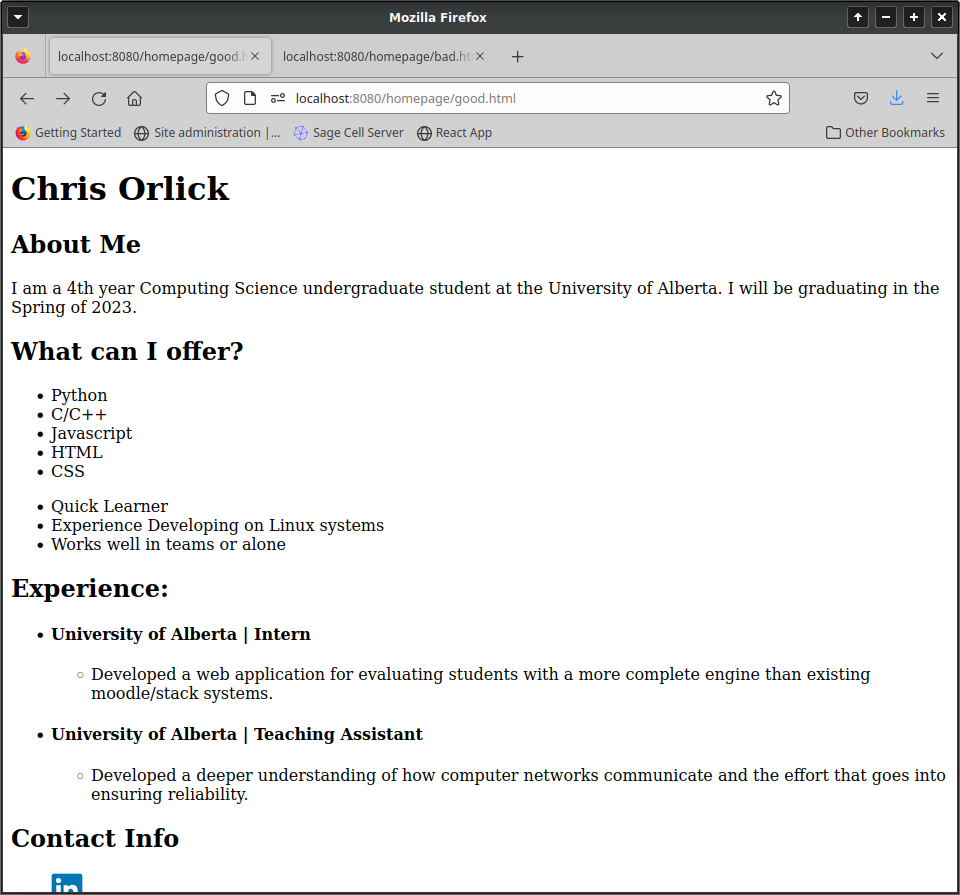 Mozilla Firefox
localhost:8080/homepage/good.h
localhost:8080/homepage/bad.ht
localhost:8080/homepage/good.html
Getting Started
Site administration |...
Sage Cell Server
React App
Other Bookmarks
Chris Orlick
About Me
I am a 4th year Computing Science undergraduate student at the University of Alberta. I will be graduating in the
Spring of 2023.
What can I offer?
• Python
• C/C++
• Javascript
• HTML
• CSS
• Quick Learner
• Experience Developing on Linux systems
• Works well in teams or alone
Experience:
• University of Alberta | Intern
◦ Developed a web application for evaluating students with a more complete engine than existing
moodle/stack systems.
• University of Alberta | Teaching Assistant
◦ Developed a deeper understanding of how computer networks communicate and the effort that goes into
ensuring reliability.
Contact Info
in